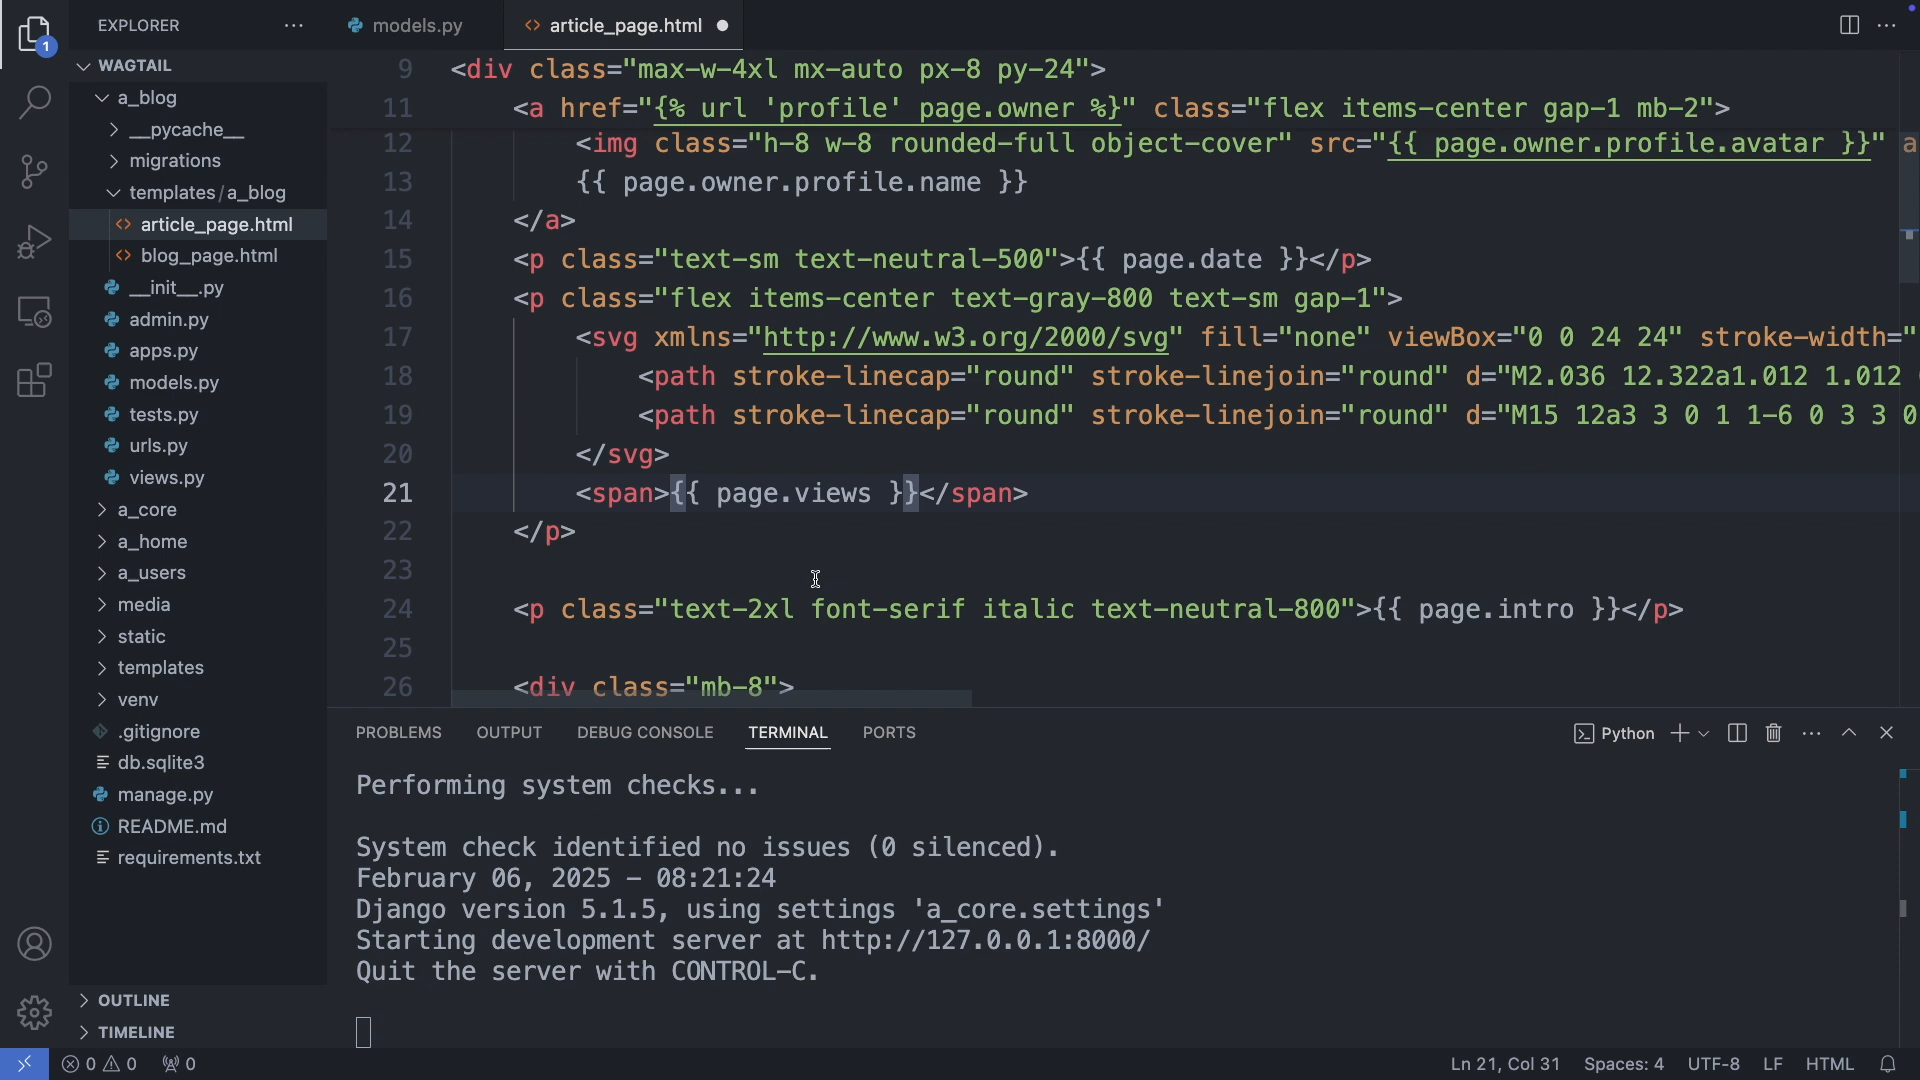 EXPLORER
models.py
article_page.html
1
WAGTAIL
a_blog
__pycache__
migrations
templates/a_blog
article_page.html
blog_page.html
__init__.py
admin.py
apps.py
models.py
tests.py
urls.py
views.py
a_core
a_home
a_users
media
static
templates
venv
.gitignore
db.sqlite3
manage.py
README.md
requirements.txt
OUTLINE
TIMELINE
9 <div class="max-w-4xl mx-auto px-8 py-24">
11 <a href="{% url 'profile' page.owner %}" class="flex items-center gap-1 mb-2">
12 <img class="h-8 w-8 rounded-full object-cover" src="{{ page.owner.profile.avatar }}" a
13 {{ page.owner.profile.name }}
14 </a>
15 <p class="text-sm text-neutral-500">{{ page.date }}</p>
16 <p class="flex items-center text-gray-800 text-sm gap-1">
17 <svg xmlns="http://www.w3.org/2000/svg" fill="none" viewBox="0 0 24 24" stroke-width="
18 <path stroke-linecap="round" stroke-linejoin="round" d="M2.036 12.322a1.012 1.012
19 <path stroke-linecap="round" stroke-linejoin="round" d="M15 12a3 3 0 1 1-6 0 3 3 0
20 </svg>
21 <span>{{ page.views }}</span>
22 </p>
23
24 <p class="text-2xl font-serif italic text-neutral-800">{{ page.intro }}</p>
25
26 <div class="mb-8">
PROBLEMS OUTPUT DEBUG CONSOLE TERMINAL PORTS
Python
Performing system checks...
System check identified no issues (0 silenced).
February 06, 2025 - 08:21:24
Django version 5.1.5, using settings 'a_core.settings'
Starting development server at http://127.0.0.1:8000/
Quit the server with CONTROL-C.
0 0 0
Ln 21, Col 31 Spaces: 4 UTF-8 LF HTML